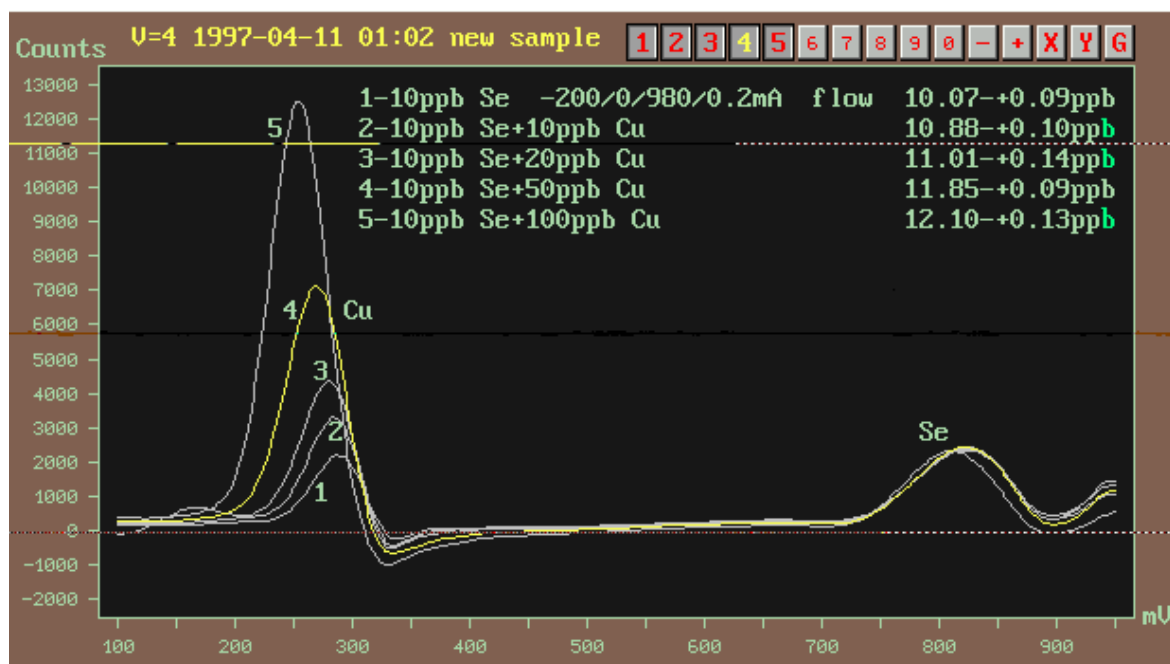 V=4 1997-04-11 01:02 new sample
1 2 3 4 5 6 7 8 9 0 - + X Y G
Counts
1-10ppb Se -200/0/980/0.2mA flow 10.07-+0.09ppb
2-10ppb Se+10ppb Cu 10.88-+0.10ppb
3-10ppb Se+20ppb Cu 11.01-+0.14ppb
4-10ppb Se+50ppb Cu 11.85-+0.09ppb
5-10ppb Se+100ppb Cu 12.10-+0.13ppb
13000
12000
11000
10000
9000
8000
7000
6000
5000
4000
3000
2000
1000
0
-1000
-2000
5
4 Cu
3
2
1
Se
mV
100 200 300 400 500 600 700 800 900